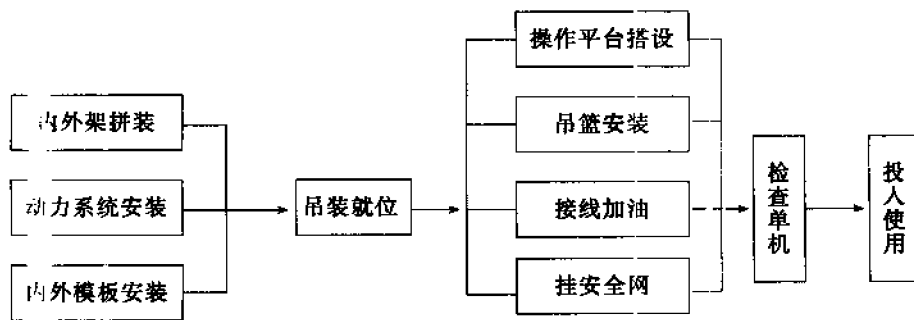 操作平台搭设
内外架拼装
吊篮安装
动力系统安装
吊装就位
接线加油
检查单机
投入使用
内外模板安装
挂安全网